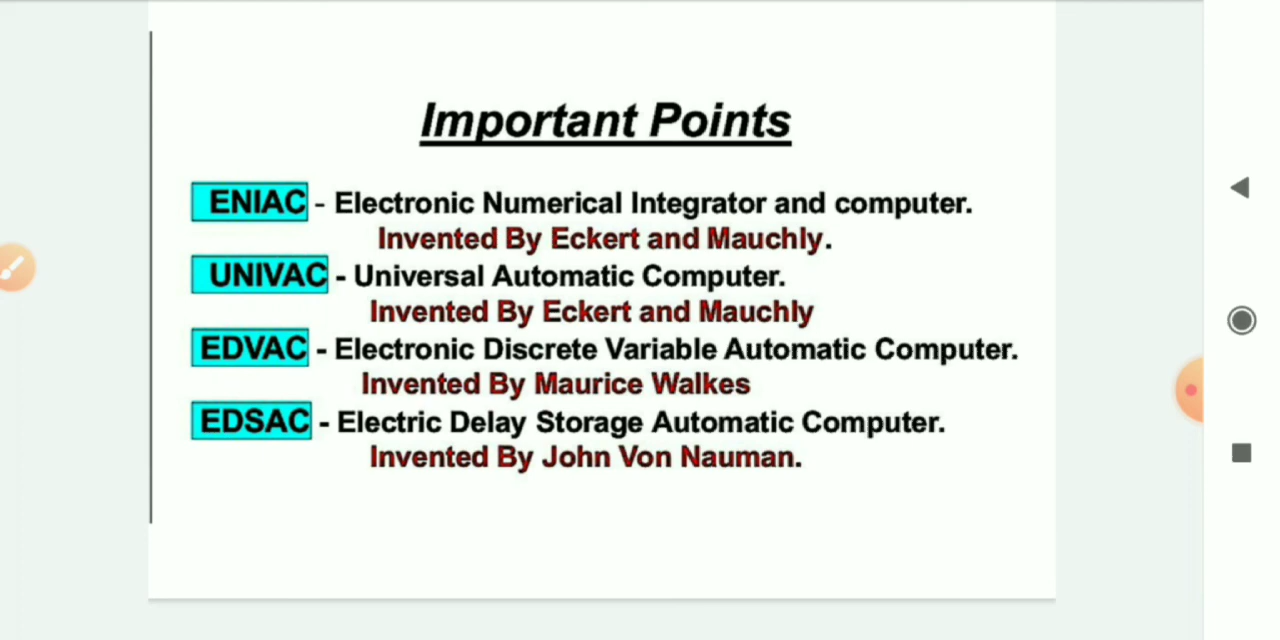 Important Points
ENIAC - Electronic Numerical Integrator and computer.
Invented By Eckert and Mauchly.
UNIVAC - Universal Automatic Computer.
Invented By Eckert and Mauchly
EDVAC - Electronic Discrete Variable Automatic Computer.
Invented By Maurice Walkes
EDSAC - Electric Delay Storage Automatic Computer.
Invented By John Von Nauman.